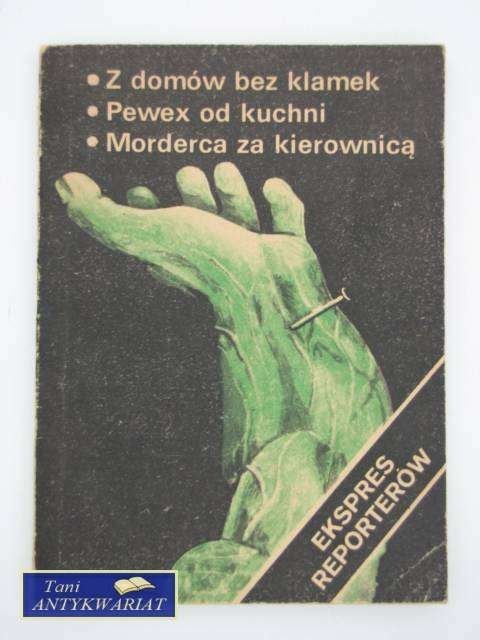 • Z domów bez klamek
• Pewex od kuchni
• Morderca za kierownicą
EKSPRES
REPORTERÓW
Tani
ANTYKWARIAT